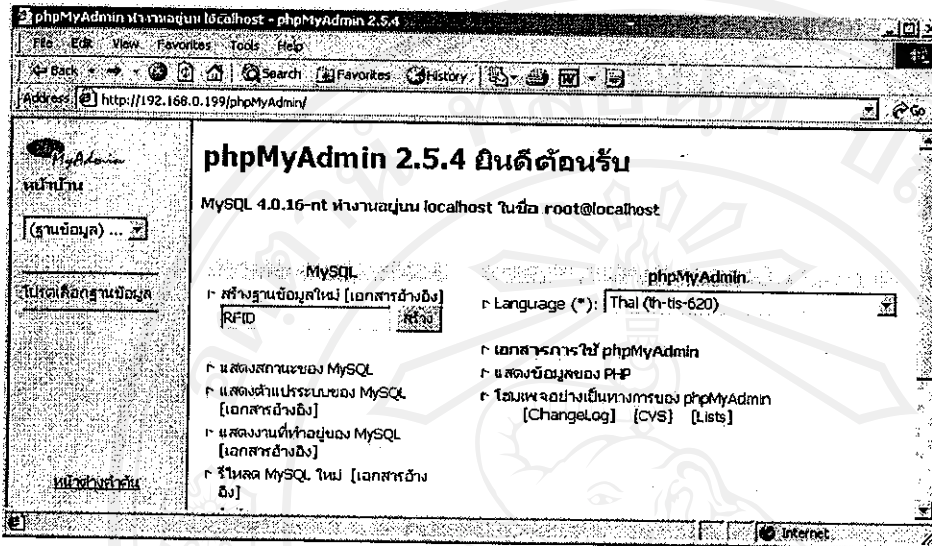 phpMyAdmin ทำงานอยู่บน localhost - phpMyAdmin 2.5.4
File Edit View Favorites Tools Help
Back Search Favorites History
Address http://192.168.0.199/phpMyAdmin/ Go
MyAdmin
หน้าบ้าน
(ฐานข้อมูล) ...
โปรดเลือกฐานข้อมูล
หน้าต่างคำค้น
phpMyAdmin 2.5.4 ยินดีต้อนรับ
MySQL 4.0.16-nt ทำงานอยู่บน localhost ในชื่อ root@localhost
MySQL
สร้างฐานข้อมูลใหม่ [เอกสารอ้างอิง]
RFID สร้าง
แสดงสถานะของ MySQL
แสดงตัวแปรระบบของ MySQL
[เอกสารอ้างอิง]
แสดงงานที่ทำอยู่ของ MySQL
[เอกสารอ้างอิง]
รีโหลด MySQL ใหม่ [เอกสารอ้าง
อิง]
phpMyAdmin
Language (*): Thai (th-tis-620)
เอกสารการใช้ phpMyAdmin
แสดงข้อมูลของ PHP
โฮมเพจอย่างเป็นทางการของ phpMyAdmin
[ChangeLog] [CVS] [Lists]
Internet